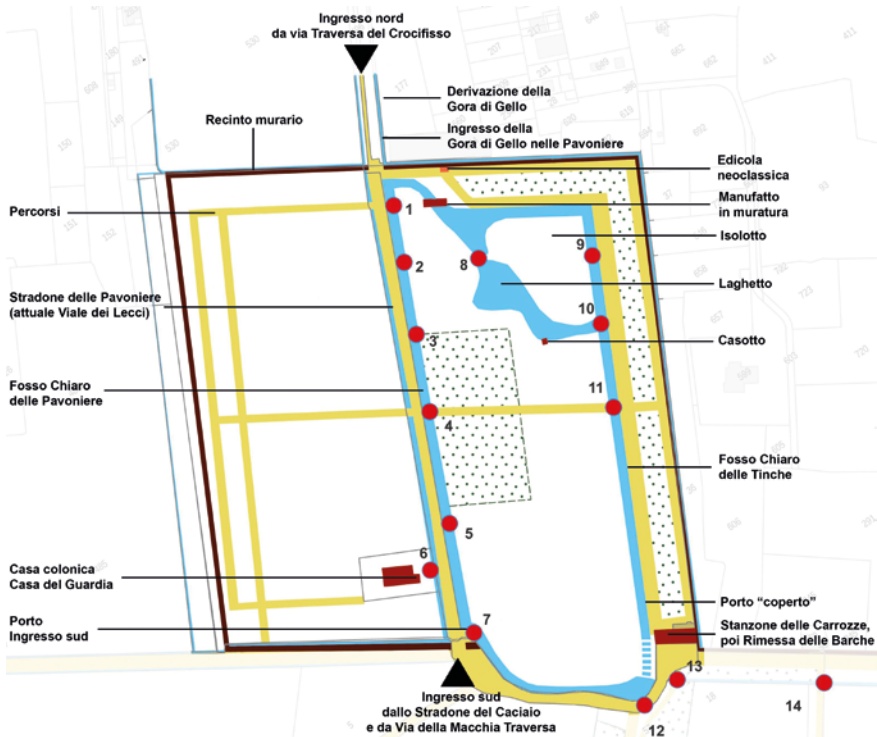 Ingresso nord
da via Traversa del Crocifisso
Derivazione della
Gora di Gello
Recinto murario
Ingresso della
Gora di Gello nelle Pavoniere
Edicola
neoclassica
Manufatto
in muratura
Percorsi
Isolotto
1
2
8
9
Laghetto
Stradone delle Pavoniere
(attuale Viale dei Lecci)
10
3
Casotto
Fosso Chiaro
delle Pavoniere
11
4
Fosso Chiaro
delle Tinche
5
6
Casa colonica
Casa del Guardia
Porto "coperto"
Porto
Ingresso sud
7
Stanzone delle Carrozze,
poi Rimessa delle Barche
13
14
12
Ingresso sud
dallo Stradone del Caciaio
e da Via della Macchia Traversa